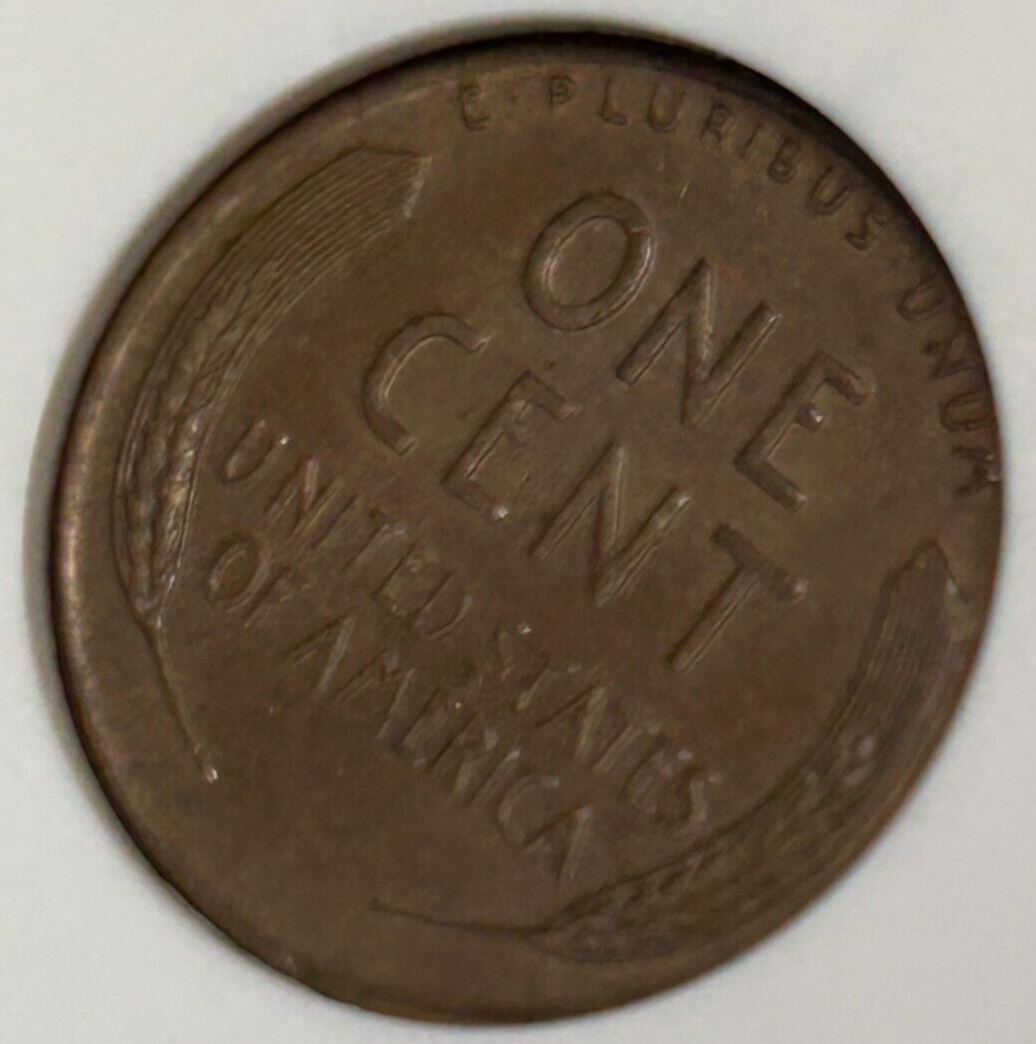 E · PLURIBUS · UNUM
ONE
CENT
UNITED STATES
OF AMERICA